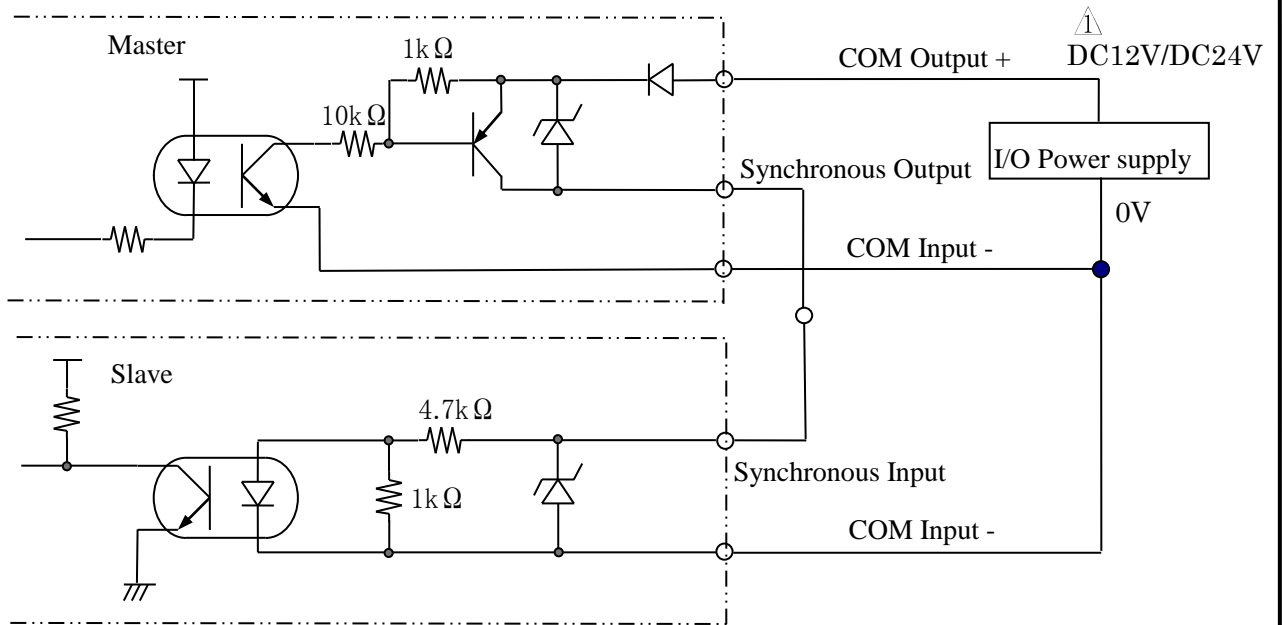 Master
1kΩ
10kΩ
COM Output +
1
DC12V/DC24V
I/O Power supply
Synchronous Output
0V
COM Input -
Slave
4.7kΩ
1kΩ
Synchronous Input
COM Input -